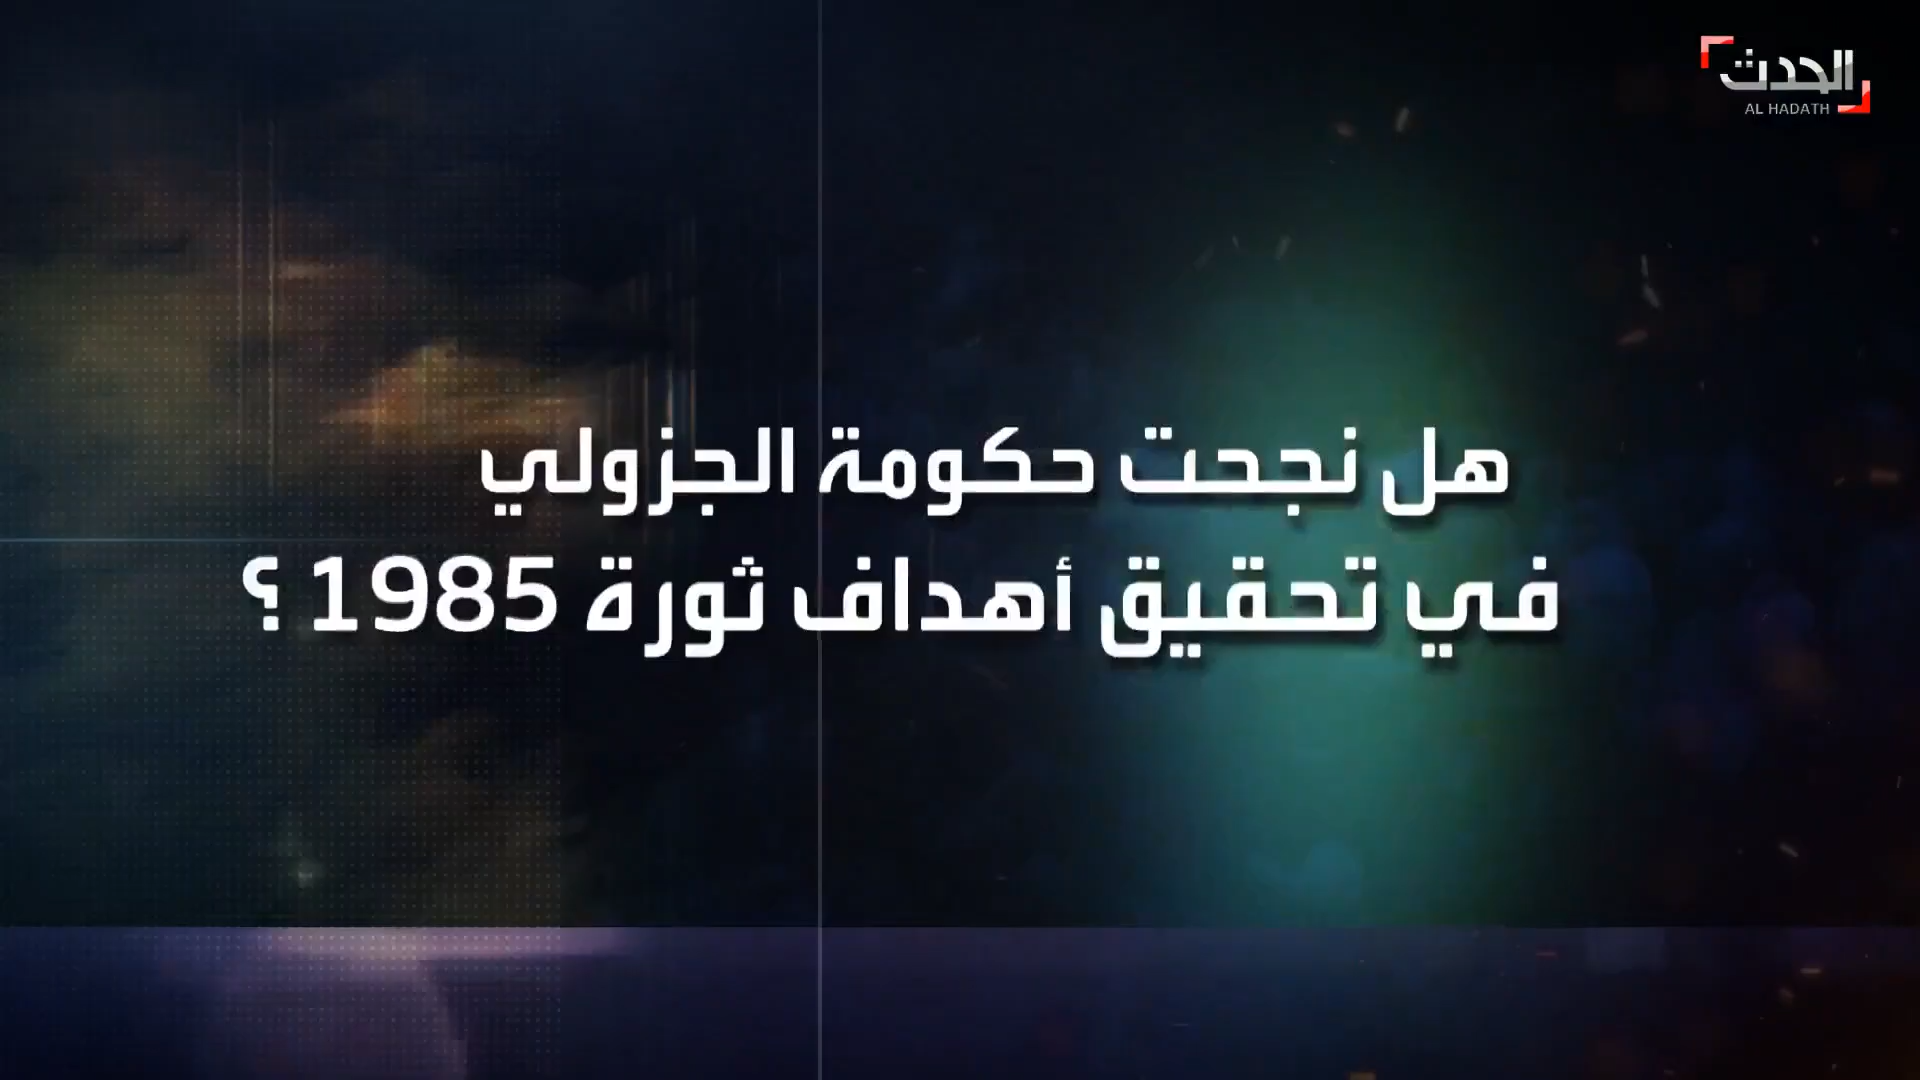 الحدث
AL HADATH
هل نجحت حكومة الجزولي
في تحقيق أهداف ثورة 1985 ؟